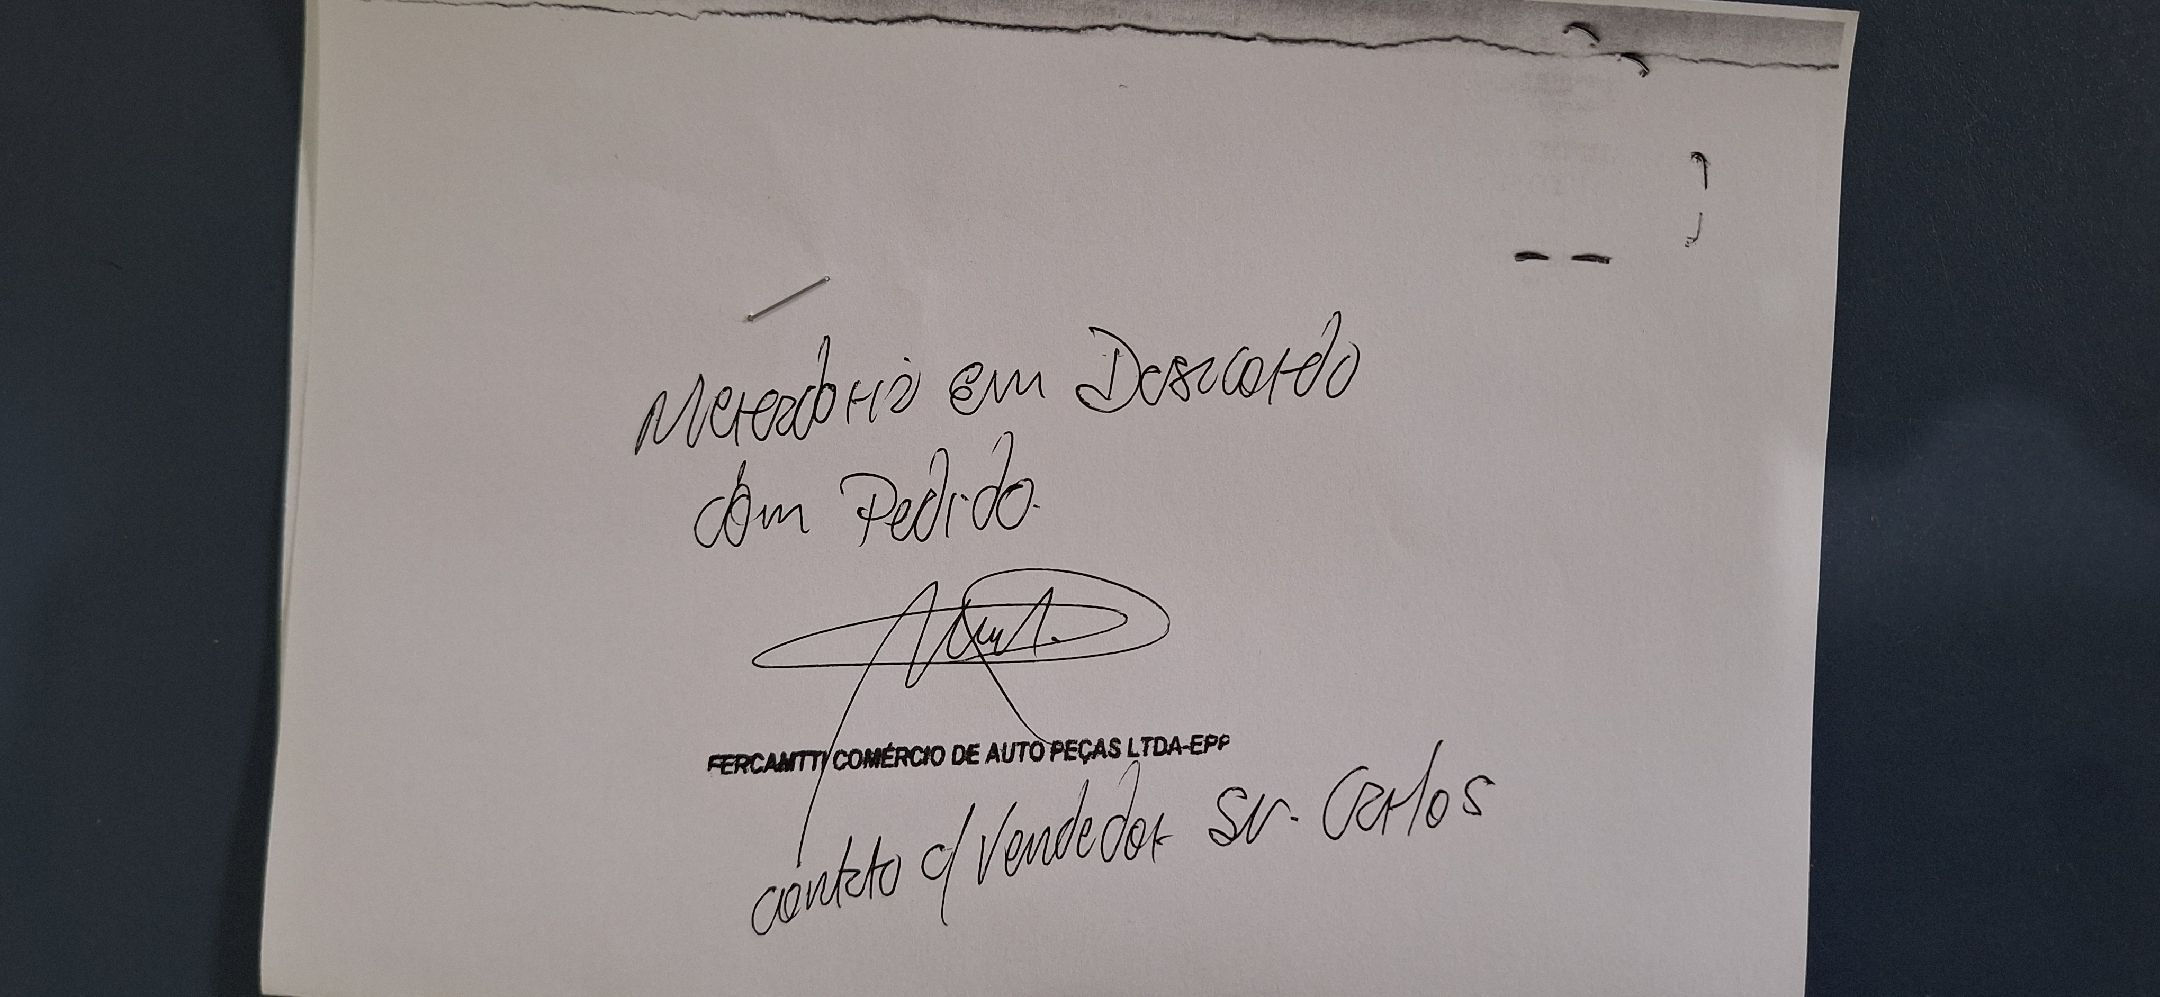 Mercadoria em Desacordo
com Pedido.
FERCAMTTI COMÉRCIO DE AUTO PEÇAS LTDA-EPP
contato c/ Vendedor Sr. Carlos